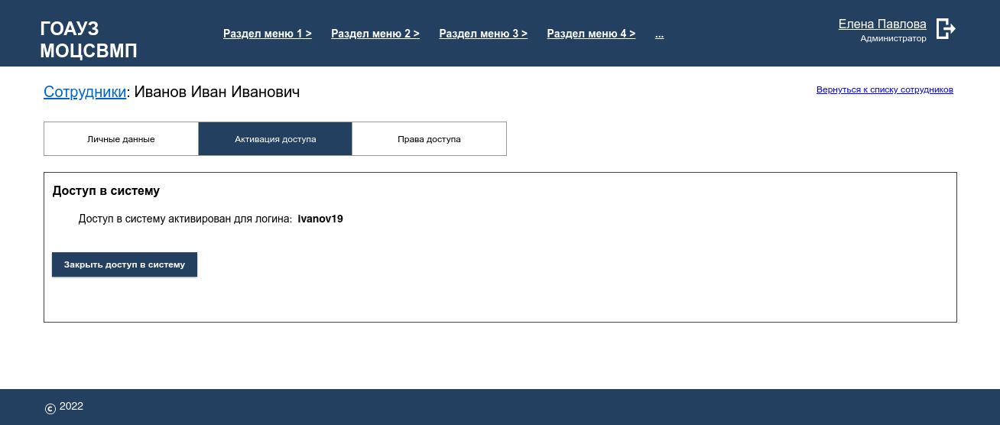 ГОАУЗ
МОЦСВМП
Раздел меню 1 > Раздел меню 2 > Раздел меню 3 > Раздел меню 4 > ...
Елена Павлова
Администратор
Сотрудники: Иванов Иван Иванович
Вернуться к списку сотрудников
Личные данные Активация доступа Права доступа
Доступ в систему
Доступ в систему активирован для логина: ivanov19
Закрыть доступ в систему
© 2022